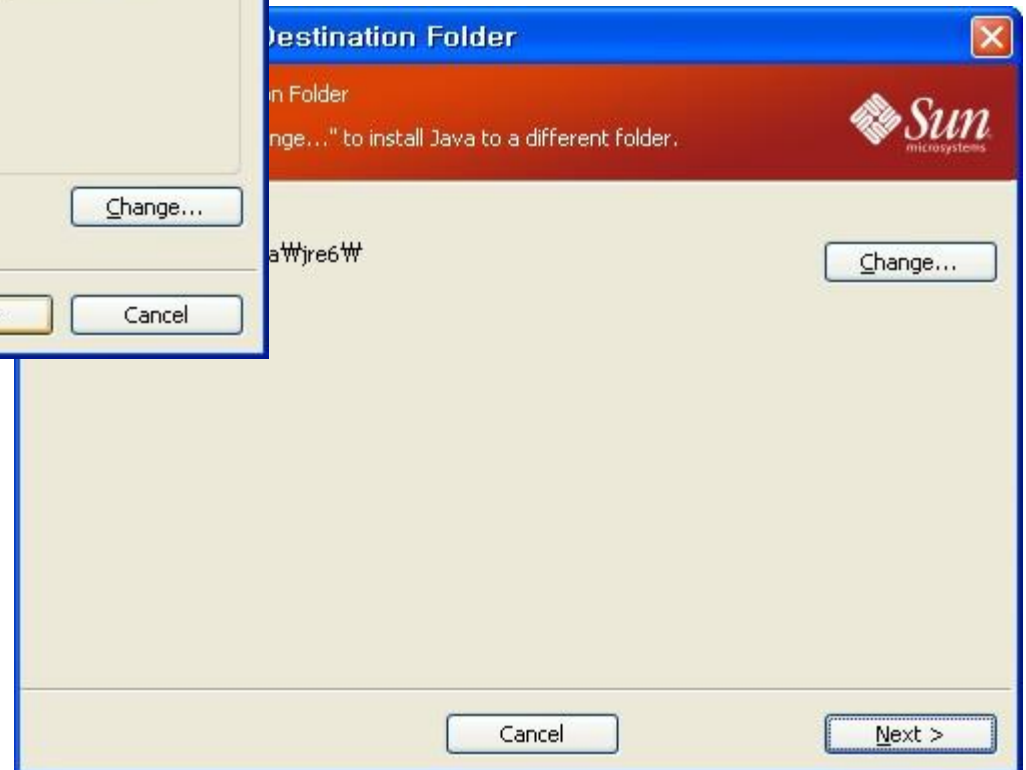 Destination Folder
n Folder
nge..." to install Java to a different folder.
Sun
microsystems
Change...
a₩jre6₩
Change...
Cancel
Cancel
Next >